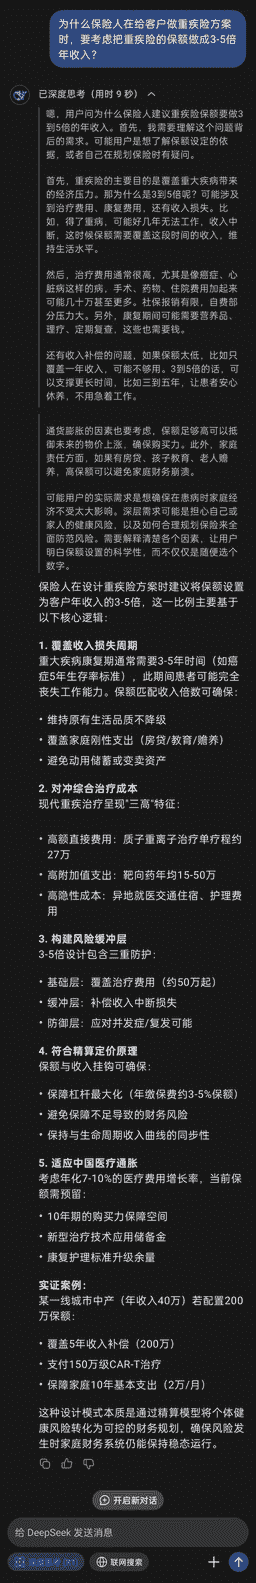 为什么保险人在给客户做重疾险方案
时，要考虑把重疾险的保额做成3-5倍
年收入？
已深度思考（用时 9 秒）
嗯，用户问为什么保险人建议重疾险保额要做3
到5倍的年收入。首先，我需要理解这个问题背
后的需求。可能用户是想了解保额设定的依
据，或者自己在规划保险时有疑问。
首先，重疾险的主要目的是覆盖重大疾病带来
的经济压力。那为什么是3到5倍呢？可能涉及
到治疗费用、康复费用，还有收入损失。比
如，得了重病，可能好几年无法工作，收入中
断，这时候保额需要覆盖这段时间的收入，维
持生活水平。
然后，治疗费用通常很高，尤其是像癌症、心
脏病这样的病，手术、药物、住院费用加起来
可能几十万甚至更多。社保报销有限，自费部
分压力大。另外，康复期间可能需要营养品、
理疗、定期复查，这些也需要钱。
还有收入补偿的问题，如果保额太低，比如只
覆盖一年收入，可能不够用。3到5倍的话，可
以支撑更长时间，比如三到五年，让患者安心
休养，不用急着工作。
通货膨胀的因素也要考虑，保额足够高可以抵
御未来的物价上涨，确保购买力。此外，家庭
责任方面，如果有房贷、孩子教育、老人赡
养，高保额可以避免家庭财务崩溃。
可能用户的实际需求是想确保在患病时家庭经
济不受太大影响。深层需求可能是担心自己或
家人的健康风险，以及如何合理规划保险来全
面防范风险。需要解释清楚各个因素，让用户
明白保额设置的科学性，而不仅仅是随便选个
数字。
保险人在设计重疾险方案时建议将保额设置
为客户年收入的3-5倍，这一比例主要基于
以下核心逻辑：
1. 覆盖收入损失周期
重大疾病康复期通常需要3-5年时间（如癌
症5年生存率标准），此期间患者可能完全
丧失工作能力。保额匹配收入倍数可确保：
• 维持原有生活品质不降级
• 覆盖家庭刚性支出（房贷/教育/赡养）
• 避免动用储蓄或变卖资产
2. 对冲综合治疗成本
现代重疾治疗呈现"三高"特征：
• 高额直接费用：质子重离子治疗单疗程约
27万
• 高附加值支出：靶向药年均15-50万
• 高隐性成本：异地就医交通住宿、护理费
用
3. 构建风险缓冲层
3-5倍设计包含三重防护：
• 基础层：覆盖治疗费用（约50万起）
• 缓冲层：补偿收入中断损失
• 防御层：应对并发症/复发可能
4. 符合精算定价原理
保额与收入挂钩可确保：
• 保障杠杆最大化（年缴保费约3-5%保额）
• 避免保障不足导致的财务风险
• 保持与生命周期收入曲线的同步性
5. 适应中国医疗通胀
考虑年化7-10%的医疗费用增长率，当前保
额需预留：
• 10年期的购买力保障空间
• 新型治疗技术应用储备金
• 康复护理标准升级余量
实证案例：
某一线城市中产（年收入40万）若配置200
万保额：
• 覆盖5年收入补偿（200万）
• 支付150万级CAR-T治疗
• 保障家庭10年基本支出（2万/月）
这种设计模式本质是通过精算模型将个体健
康风险转化为可控的财务规划，确保风险发
生时家庭财务系统仍能保持稳态运行。
开启新对话
给 DeepSeek 发送消息
联网搜索